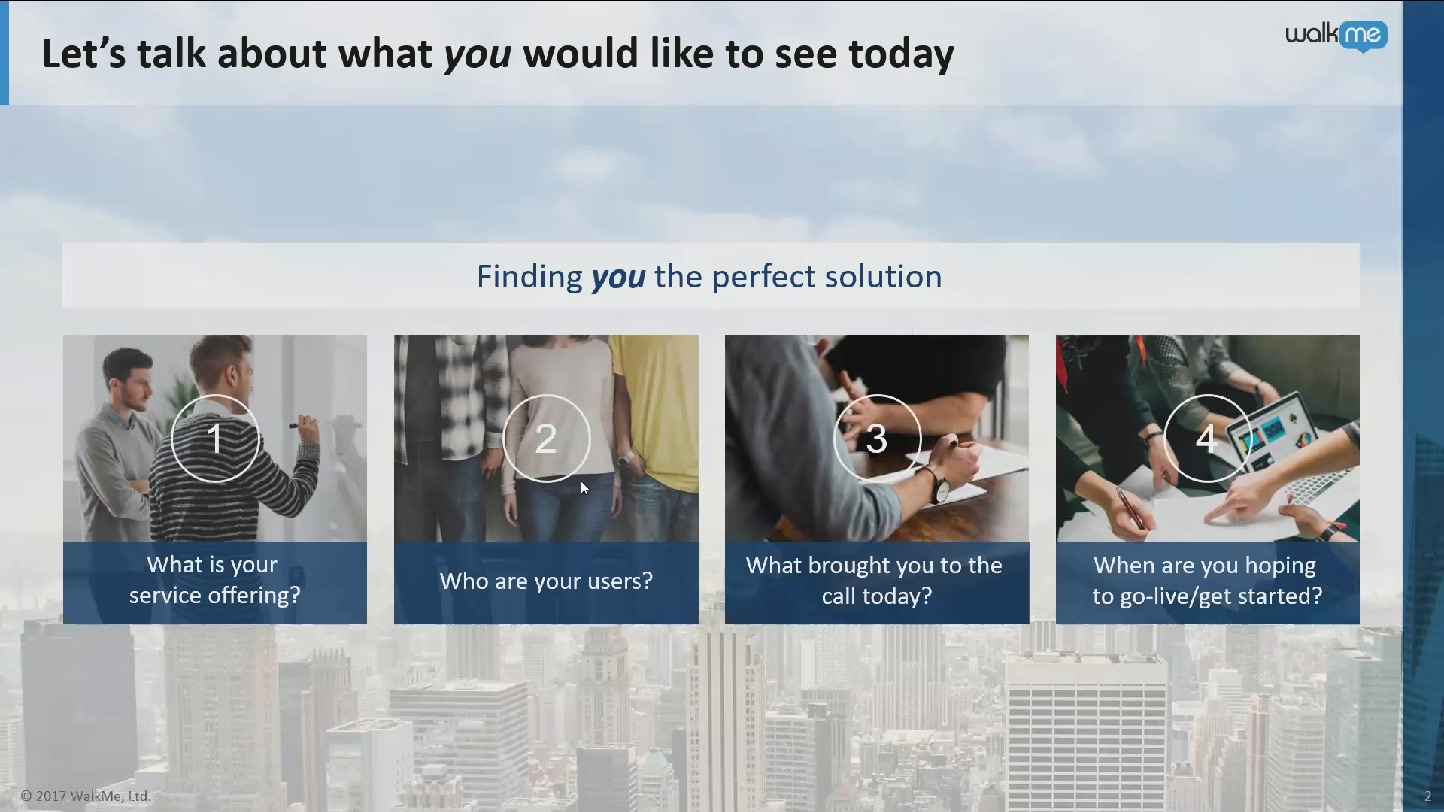 Let's talk about what you would like to see today
walkme
Finding you the perfect solution
1
2
3
4
What is your
service offering?
Who are your users?
What brought you to the
call today?
When are you hoping
to go-live/get started?
© 2017 WalkMe, Ltd.
2